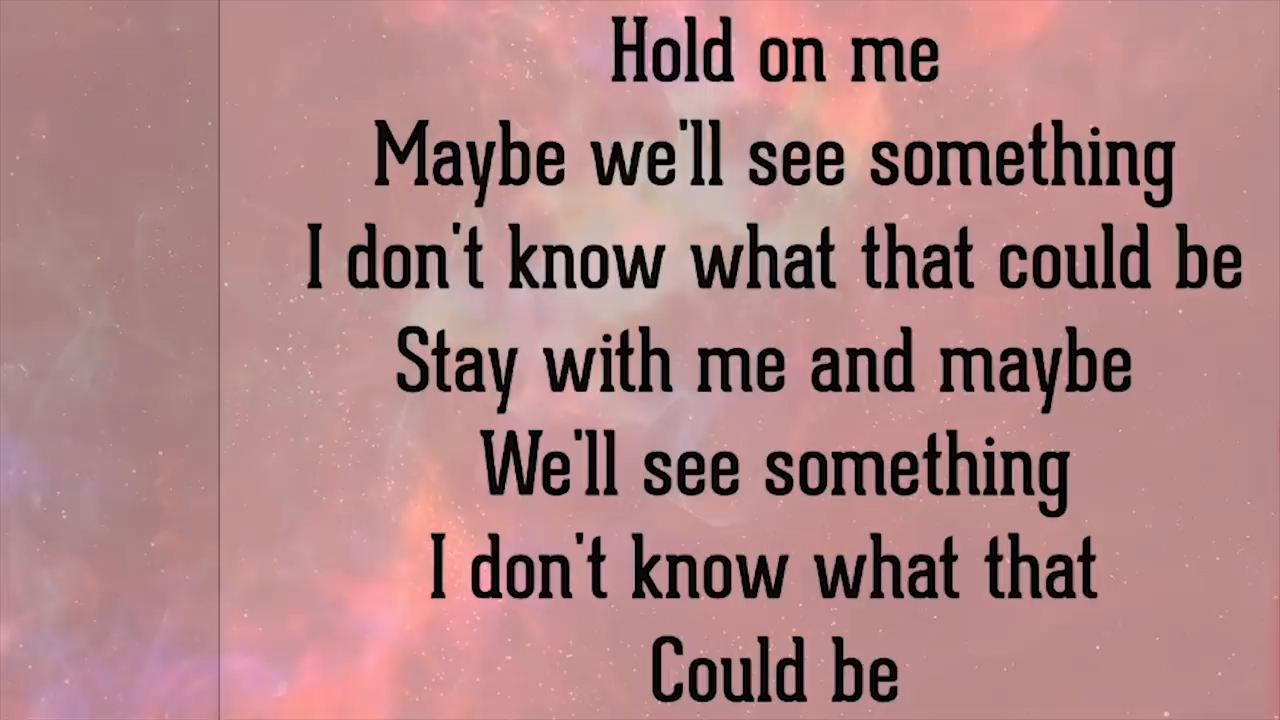 Hold on me
Maybe we'll see something
I don't know what that could be
Stay with me and maybe
We'll see something
I don't know what that
Could be